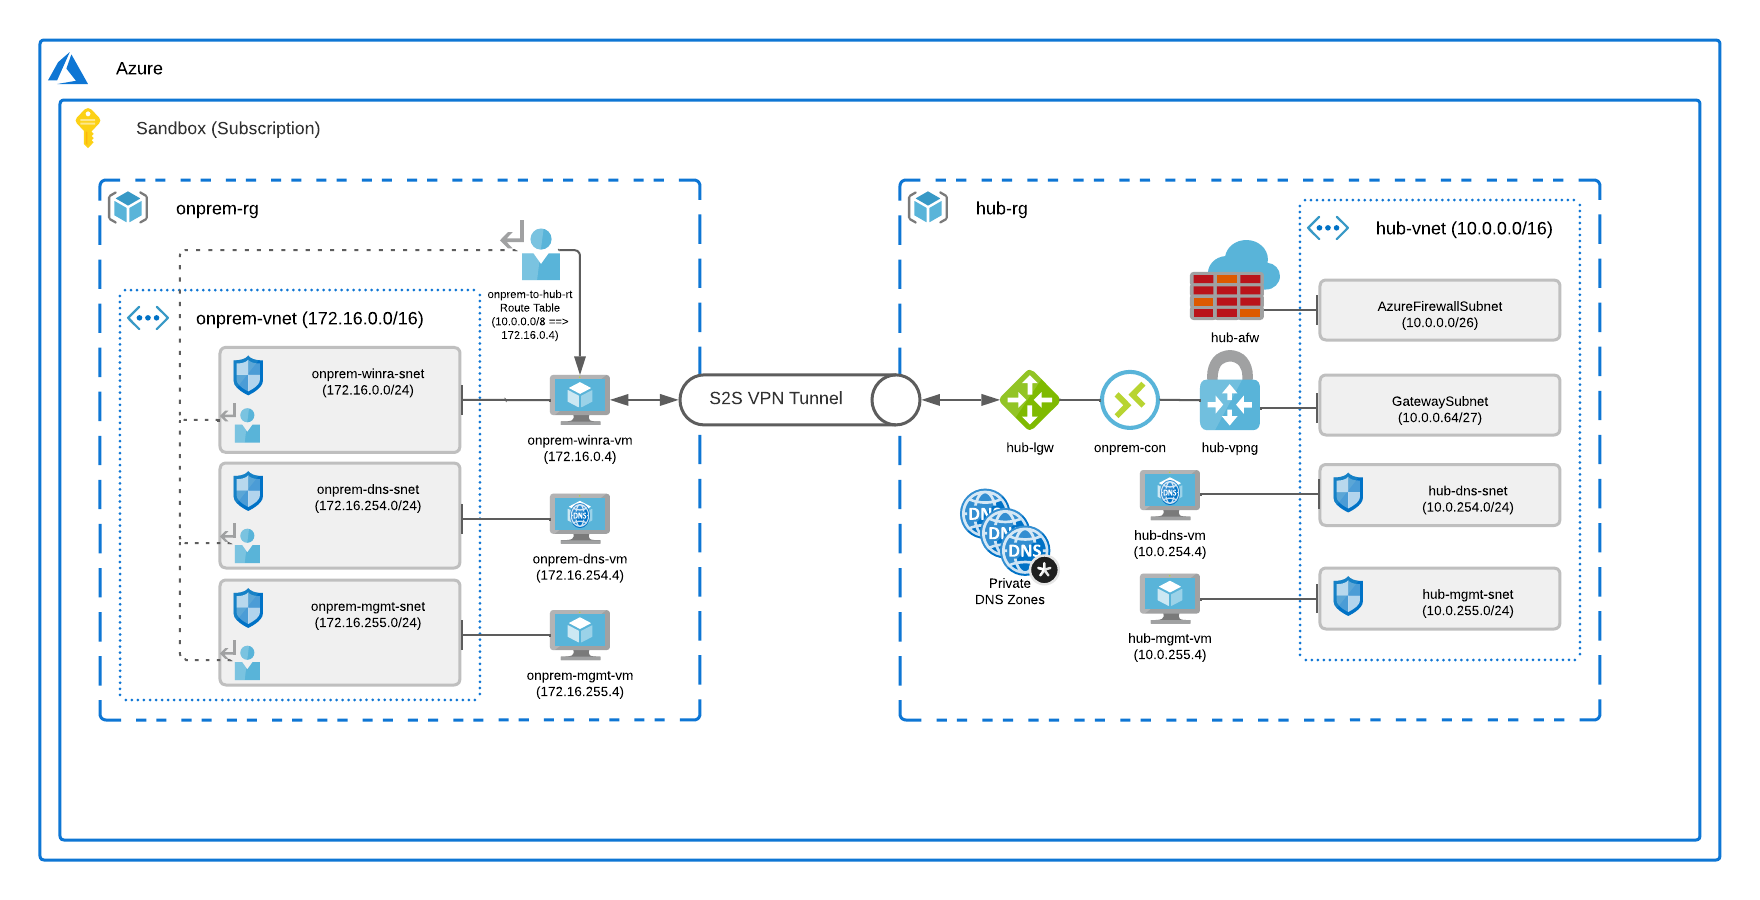 Azure
Sandbox (Subscription)
onprem-rg
onprem-to-hub-rt
Route Table
(10.0.0.0/8 ==>
172.16.0.4)
onprem-vnet (172.16.0.0/16)
onprem-winra-snet
(172.16.0.0/24)
onprem-winra-vm
(172.16.0.4)
onprem-dns-snet
(172.16.254.0/24)
onprem-dns-vm
(172.16.254.4)
onprem-mgmt-snet
(172.16.255.0/24)
onprem-mgmt-vm
(172.16.255.4)
DNS
S2S VPN Tunnel
hub-rg
hub-vnet (10.0.0.0/16)
hub-afw
AzureFirewallSubnet
(10.0.0.0/26)
hub-lgw
onprem-con
hub-vpng
GatewaySubnet
(10.0.0.64/27)
DNS
DNS
DNS
Private
DNS Zones
DNS
hub-dns-vm
(10.0.254.4)
hub-dns-snet
(10.0.254.0/24)
hub-mgmt-vm
(10.0.255.4)
hub-mgmt-snet
(10.0.255.0/24)